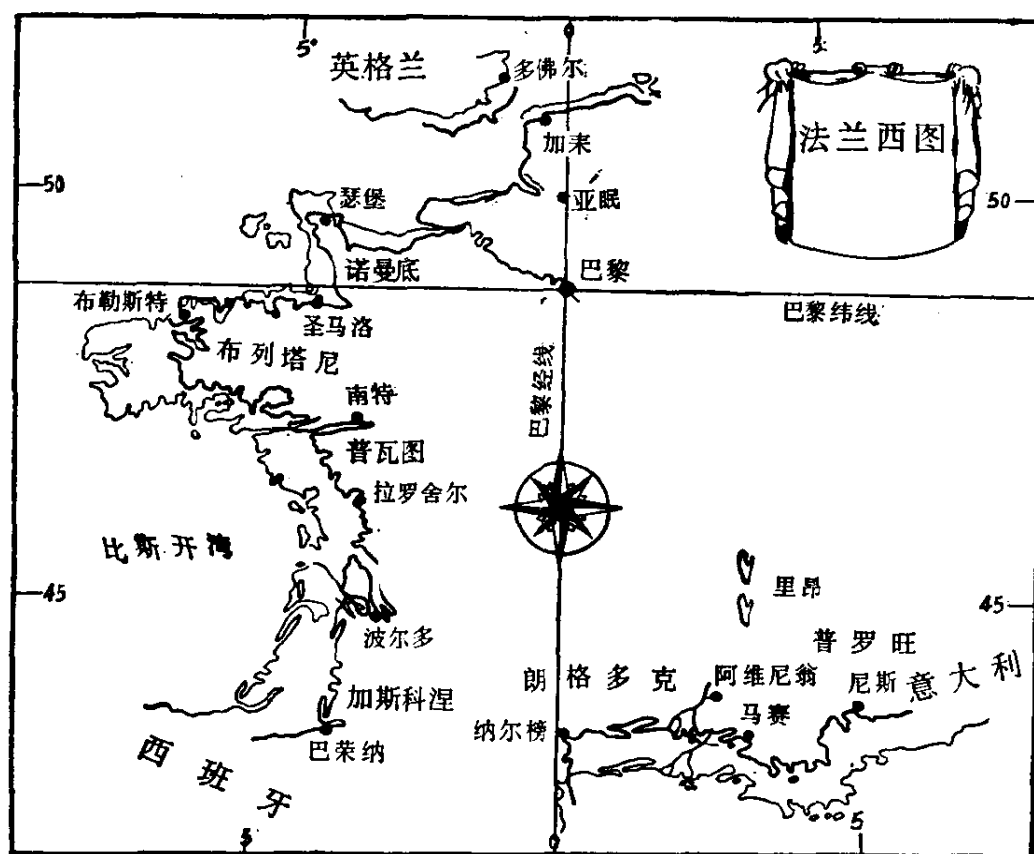 5°
0
5
英格兰
多佛尔
法兰西图
加来
50
亚眠
50
瑟堡
诺曼底
巴黎
布勒斯特
圣马洛
巴黎纬线
布列塔尼
巴黎经线
南特
普瓦图
拉罗舍尔
比斯开湾
里昂
45
45
波尔多
普罗旺
朗格多克
阿维尼翁
尼斯
意大利
加斯科涅
纳尔榜
马赛
巴荣纳
西班牙
5
0
5